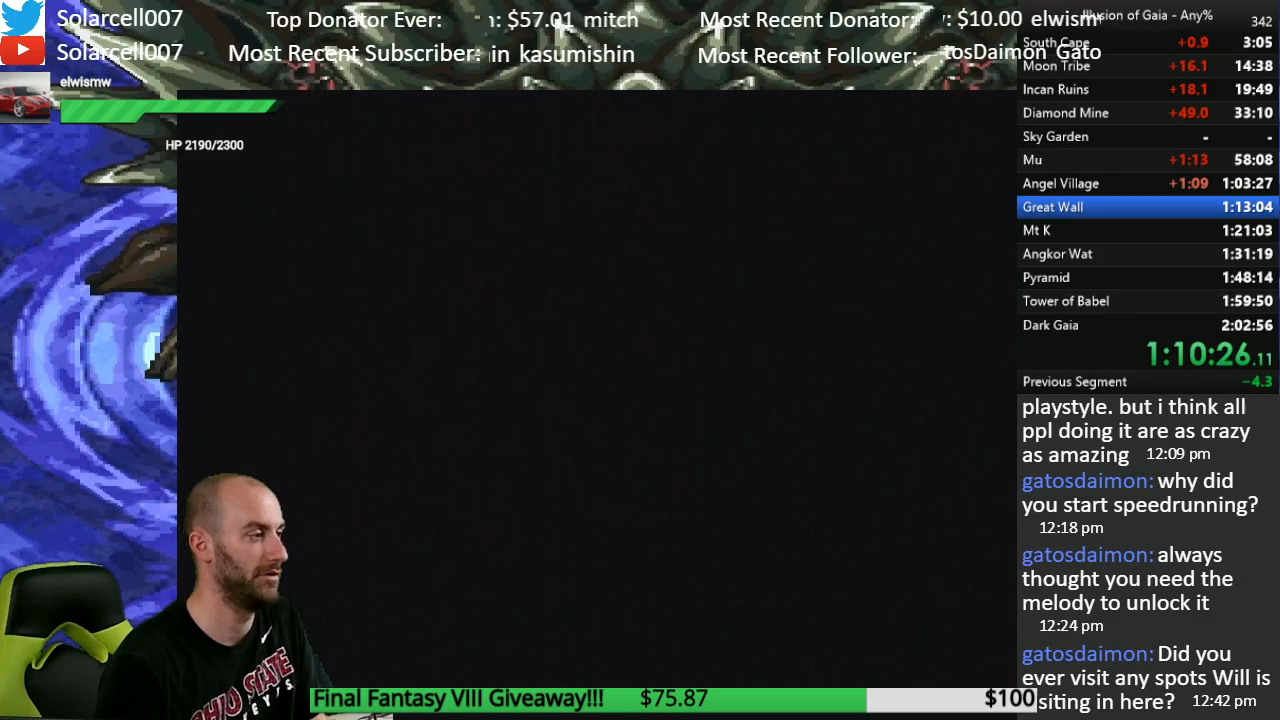 Solarcell007
Solarcell007
Top Donator Ever: n: $57.01 mitch
Most Recent Donator: r: $10.00 elwismw
Most Recent Subscriber: in kasumishin
Most Recent Follower: tosDaimon Gato
elwismw
HP 2190/2300
Illusion of Gaia - Any%
342
South Cape +0.9 3:05
Moon Tribe +16.1 14:38
Incan Ruins +18.1 19:49
Diamond Mine +49.0 33:10
Sky Garden - -
Mu +1:13 58:08
Angel Village +1:09 1:03:27
Great Wall 1:13:04
Mt K 1:21:03
Angkor Wat 1:31:19
Pyramid 1:48:14
Tower of Babel 1:59:50
Dark Gaia 2:02:56
1:10:26.11
Previous Segment -4.3
playstyle. but i think all
ppl doing it are as crazy
as amazing 12:09 pm
gatosdaimon: why did
you start speedrunning?
12:18 pm
gatosdaimon: always
thought you need the
melody to unlock it
12:24 pm
gatosdaimon: Did you
ever visit any spots Will is
siting in here? 12:42 pm
OHIO STATE
Final Fantasy VIII Giveaway!!! $75.87 $100